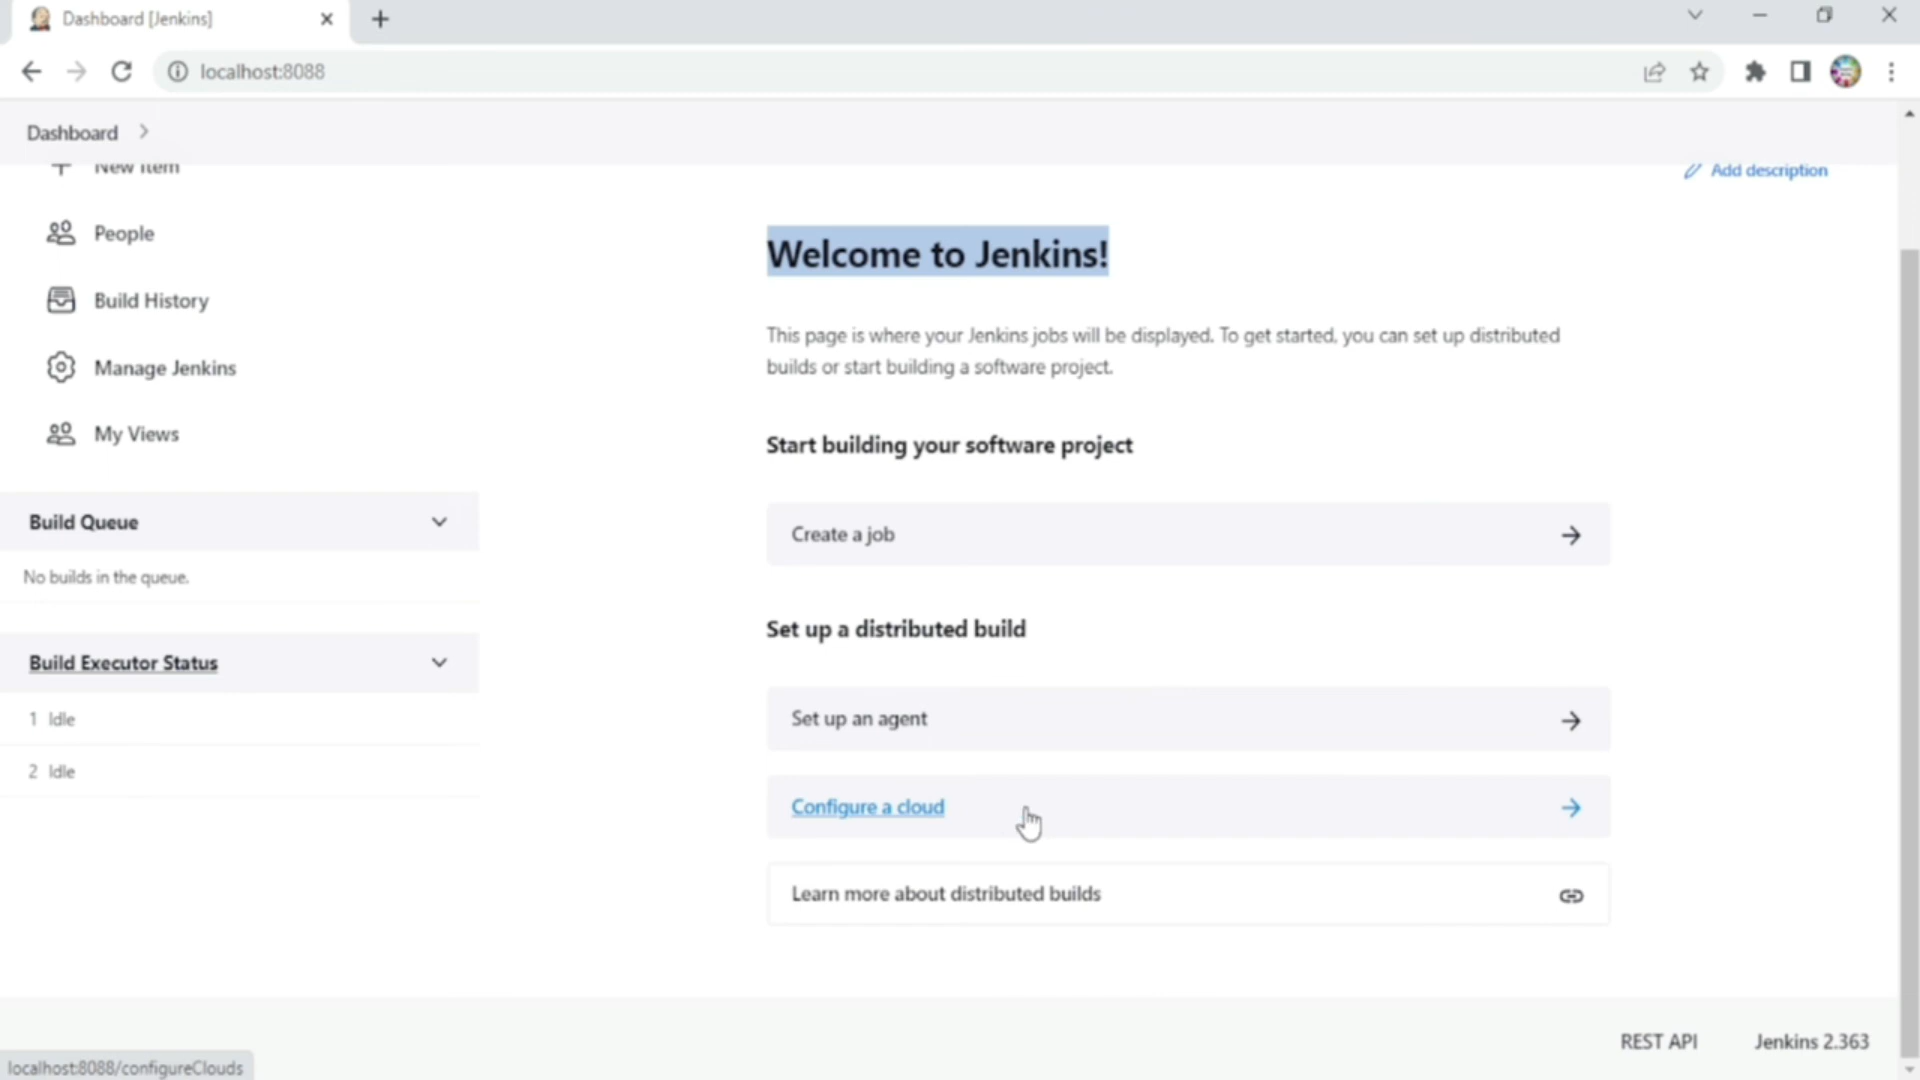 Dashboard [Jenkins]
localhost:8088
Dashboard
New Item
Add description
People
Build History
Manage Jenkins
My Views
Build Queue
No builds in the queue.
Build Executor Status
1 Idle
2 Idle
Welcome to Jenkins!
This page is where your Jenkins jobs will be displayed. To get started, you can set up distributed
builds or start building a software project.
Start building your software project
Create a job
Set up a distributed build
Set up an agent
Configure a cloud
Learn more about distributed builds
REST API
Jenkins 2.363
localhost:8088/configureClouds